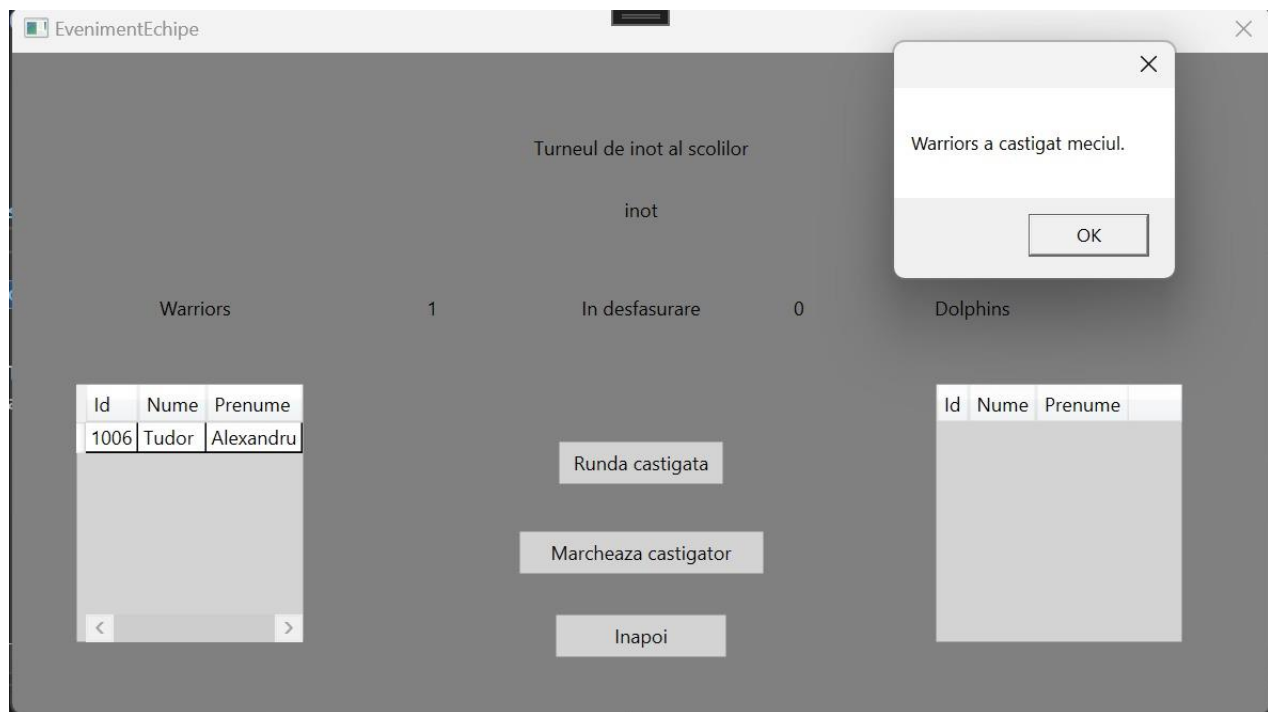 EvenimentEchipe
Warriors a castigat meciul.
OK
Turneul de inot al scolilor
inot
Warriors 1 In desfasurare 0 Dolphins
Id Nume Prenume
1006 Tudor Alexandru
Id Nume Prenume
Runda castigata
Marcheaza castigator
Inapoi